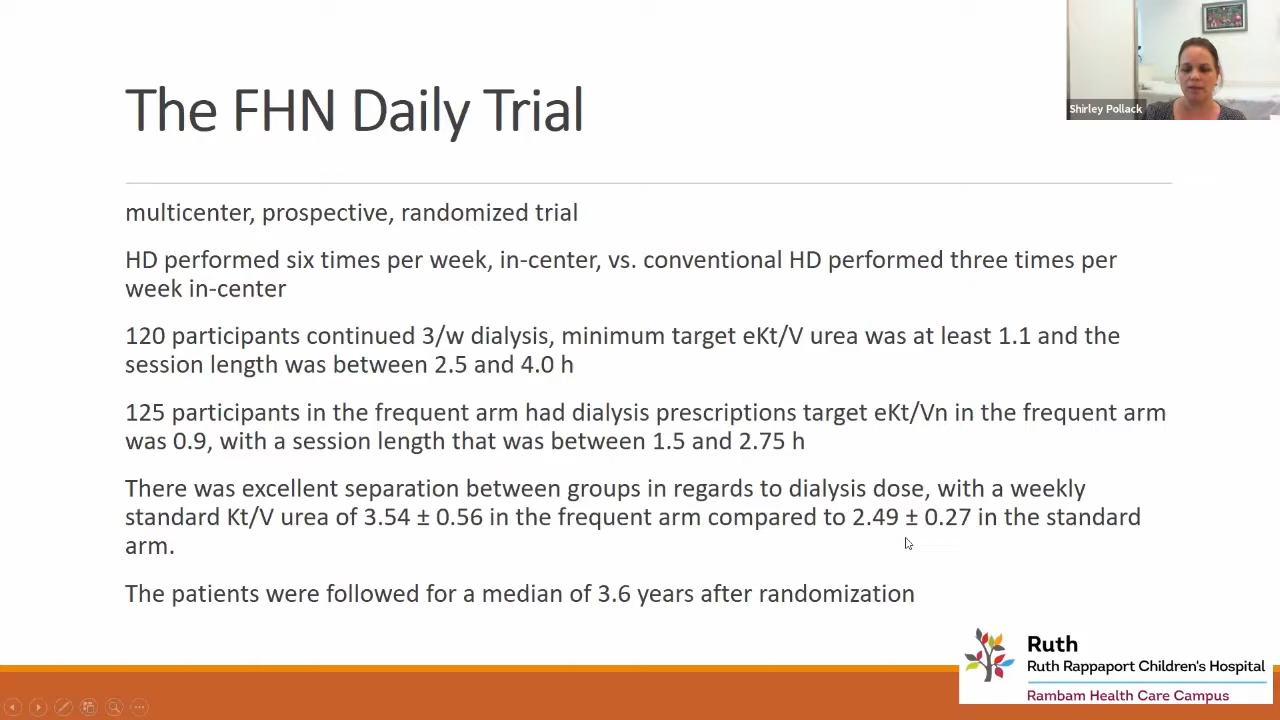 Shirley Pollack
The FHN Daily Trial
multicenter, prospective, randomized trial
HD performed six times per week, in-center, vs. conventional HD performed three times per
week in-center
120 participants continued 3/w dialysis, minimum target eKt/V urea was at least 1.1 and the
session length was between 2.5 and 4.0 h
125 participants in the frequent arm had dialysis prescriptions target eKt/Vn in the frequent arm
was 0.9, with a session length that was between 1.5 and 2.75 h
There was excellent separation between groups in regards to dialysis dose, with a weekly
standard Kt/V urea of 3.54 ± 0.56 in the frequent arm compared to 2.49 ± 0.27 in the standard
arm.
The patients were followed for a median of 3.6 years after randomization
Ruth
Ruth Rappaport Children's Hospital
Rambam Health Care Campus